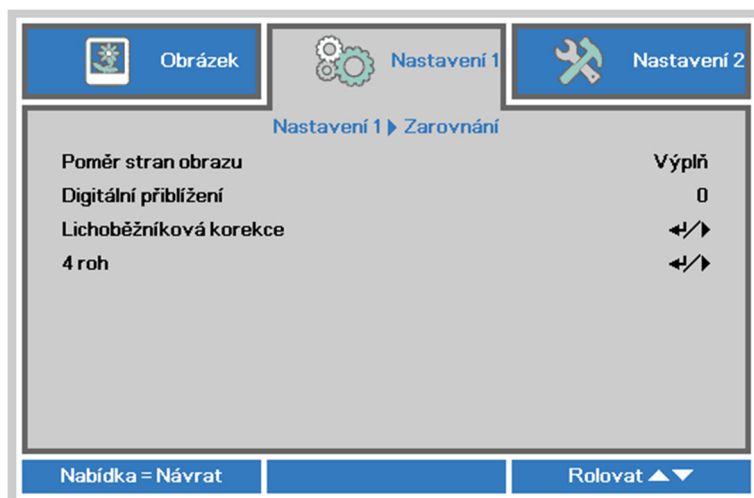 Obrázek
Nastavení 1
Nastavení 2
Nastavení 1 Zarovnání
Poměr stran obrazu Výplň
Digitální přiblížení 0
Lichoběžníková korekce /
4 roh /
Nabídka = Návrat
Rolovat